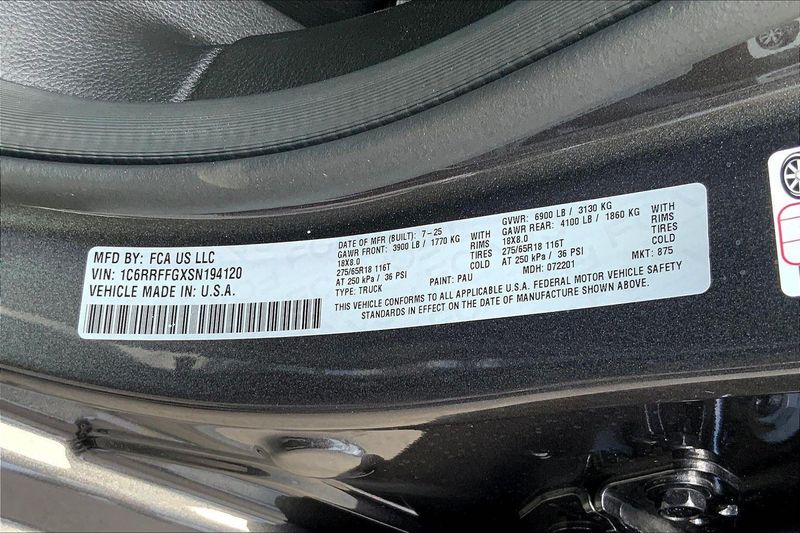 MFD BY: FCA US LLC
VIN: 1C6RRFFGXSN194120
VEHICLE MADE IN: U.S.A.
DATE OF MFR (BUILT): 7-25
GAWR FRONT: 3900 LB / 1770 KG WITH
18X8.0 RIMS
275/65R18 116T TIRES
AT 250 kPa / 36 PSI COLD
TYPE: TRUCK PAINT: PAU
GVWR: 6900 LB / 3130 KG
GAWR REAR: 4100 LB / 1860 KG WITH
18X8.0 RIMS
275/65R18 116T TIRES
AT 250 kPa / 36 PSI COLD
MDH: 072201 MKT: 875
THIS VEHICLE CONFORMS TO ALL APPLICABLE U.S.A. FEDERAL MOTOR VEHICLE SAFETY
STANDARDS IN EFFECT ON THE DATE OF MANUFACTURE SHOWN ABOVE.